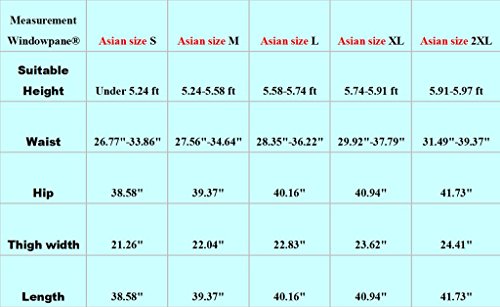 Measurement
Windowpane® Asian size S Asian size M Asian size L Asian size XL Asian size 2XL
Suitable
Height Under 5.24 ft 5.24-5.58 ft 5.58-5.74 ft 5.74-5.91 ft 5.91-5.97 ft
Waist 26.77"-33.86" 27.56"-34.64" 28.35"-36.22" 29.92"-37.79" 31.49"-39.37"
Hip 38.58" 39.37" 40.16" 40.94" 41.73"
Thigh width 21.26" 22.04" 22.83" 23.62" 24.41"
Length 38.58" 39.37" 40.16" 40.94" 41.73"